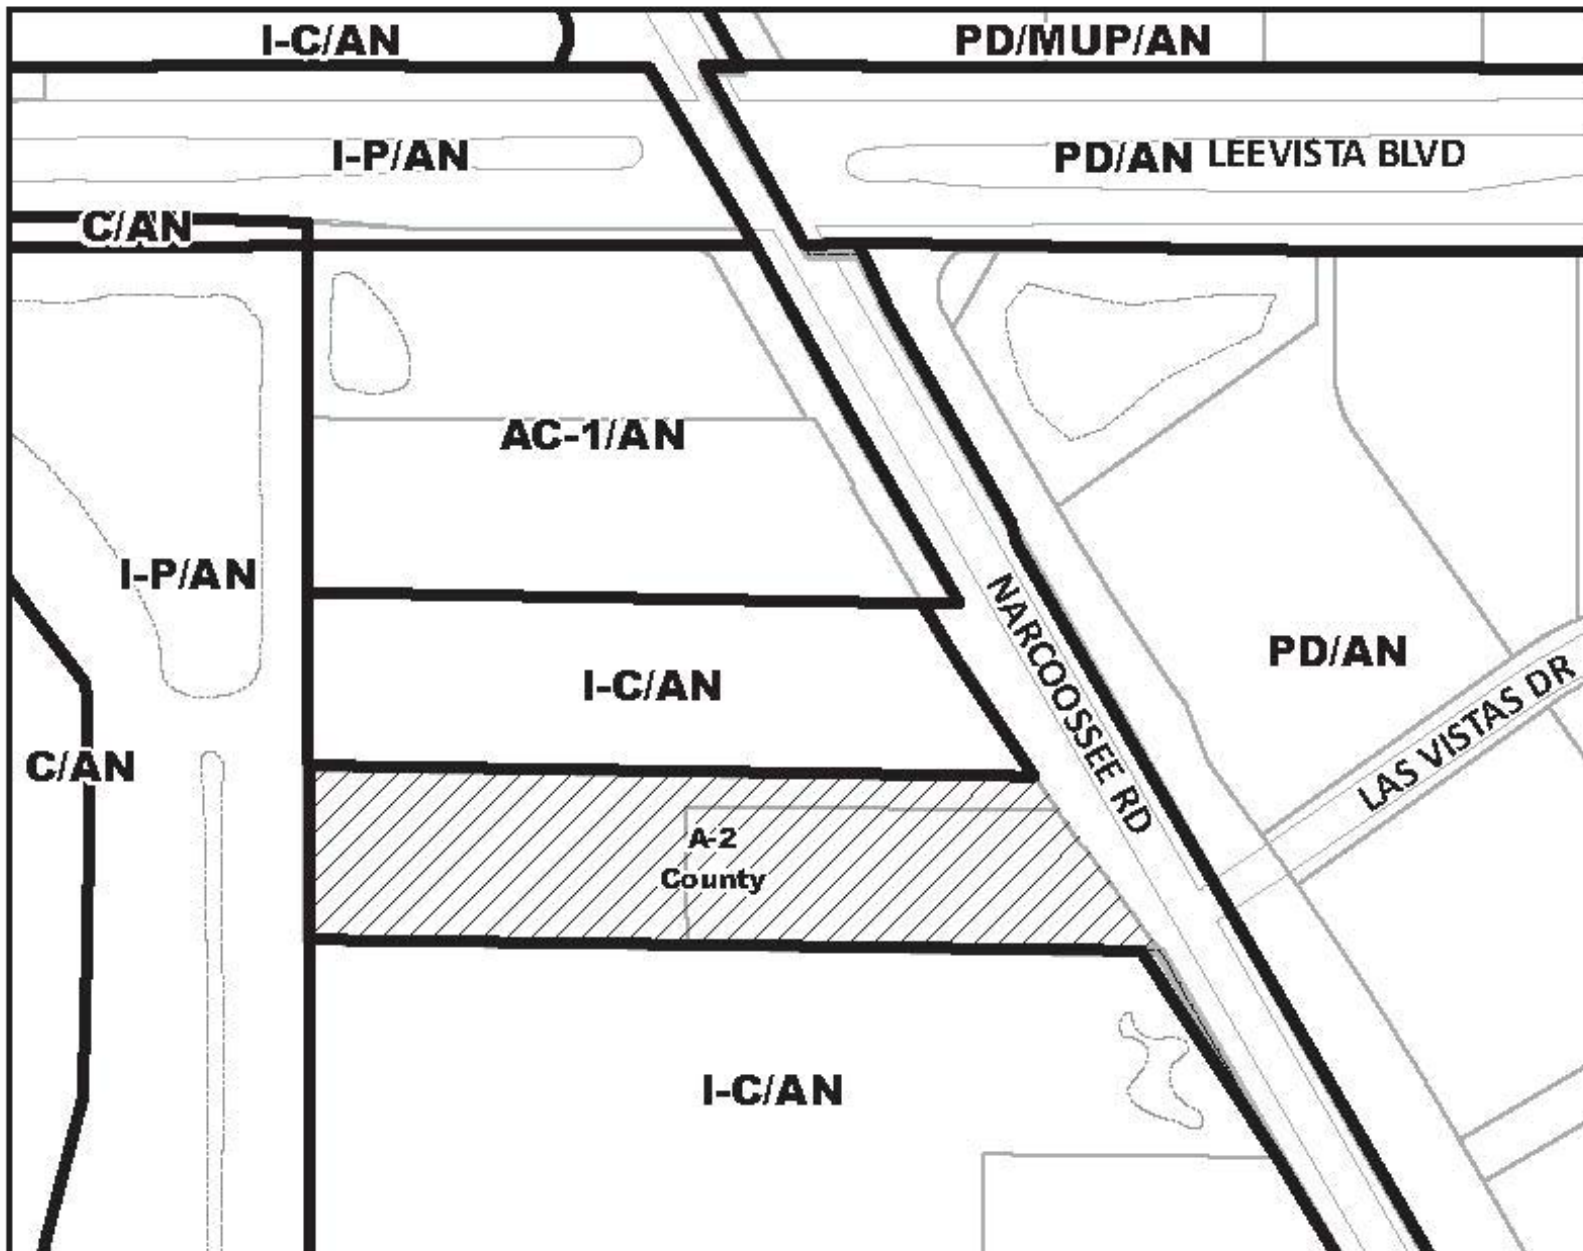 I-C/AN
PD/MUP/AN
I-P/AN
PD/AN
LEEVISTA BLVD
C/AN
AC-1/AN
I-P/AN
NARCOOSSEE RD
PD/AN
I-C/AN
LAS VISTAS DR
C/AN
A-2
County
I-C/AN